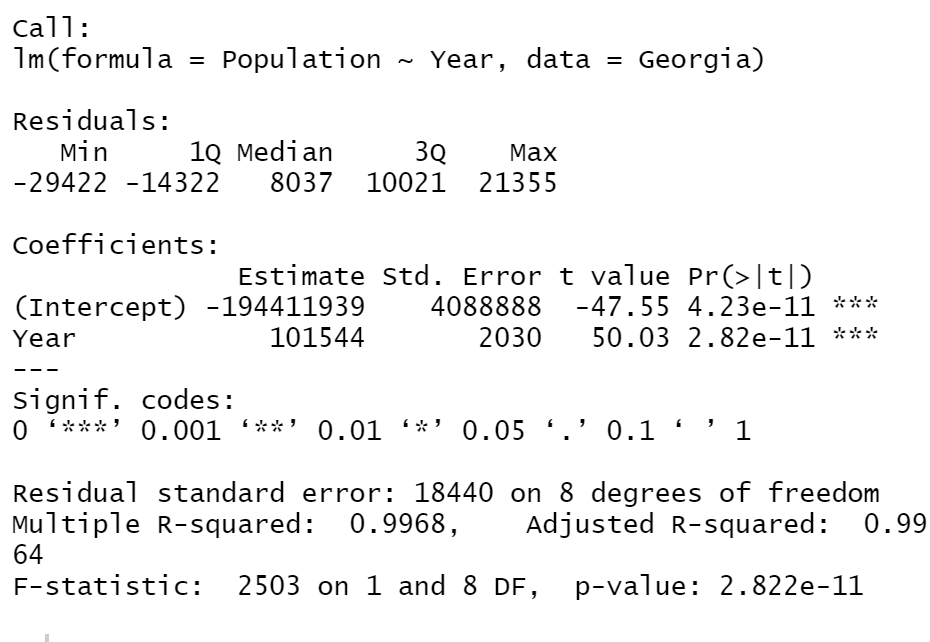 Call:
lm(formula = Population ~ Year, data = Georgia)
Residuals:
   Min     1Q Median     3Q    Max
-29422 -14322   8037  10021  21355
Coefficients:
              Estimate Std. Error t value Pr(>|t|)
(Intercept) -194411939    4088888  -47.55 4.23e-11 ***
Year            101544       2030   50.03 2.82e-11 ***
---
Signif. codes:
0 ‘***’ 0.001 ‘**’ 0.01 ‘*’ 0.05 ‘.’ 0.1 ‘ ’ 1
Residual standard error: 18440 on 8 degrees of freedom
Multiple R-squared:  0.9968,    Adjusted R-squared:  0.99
64
F-statistic:  2503 on 1 and 8 DF,  p-value: 2.822e-11